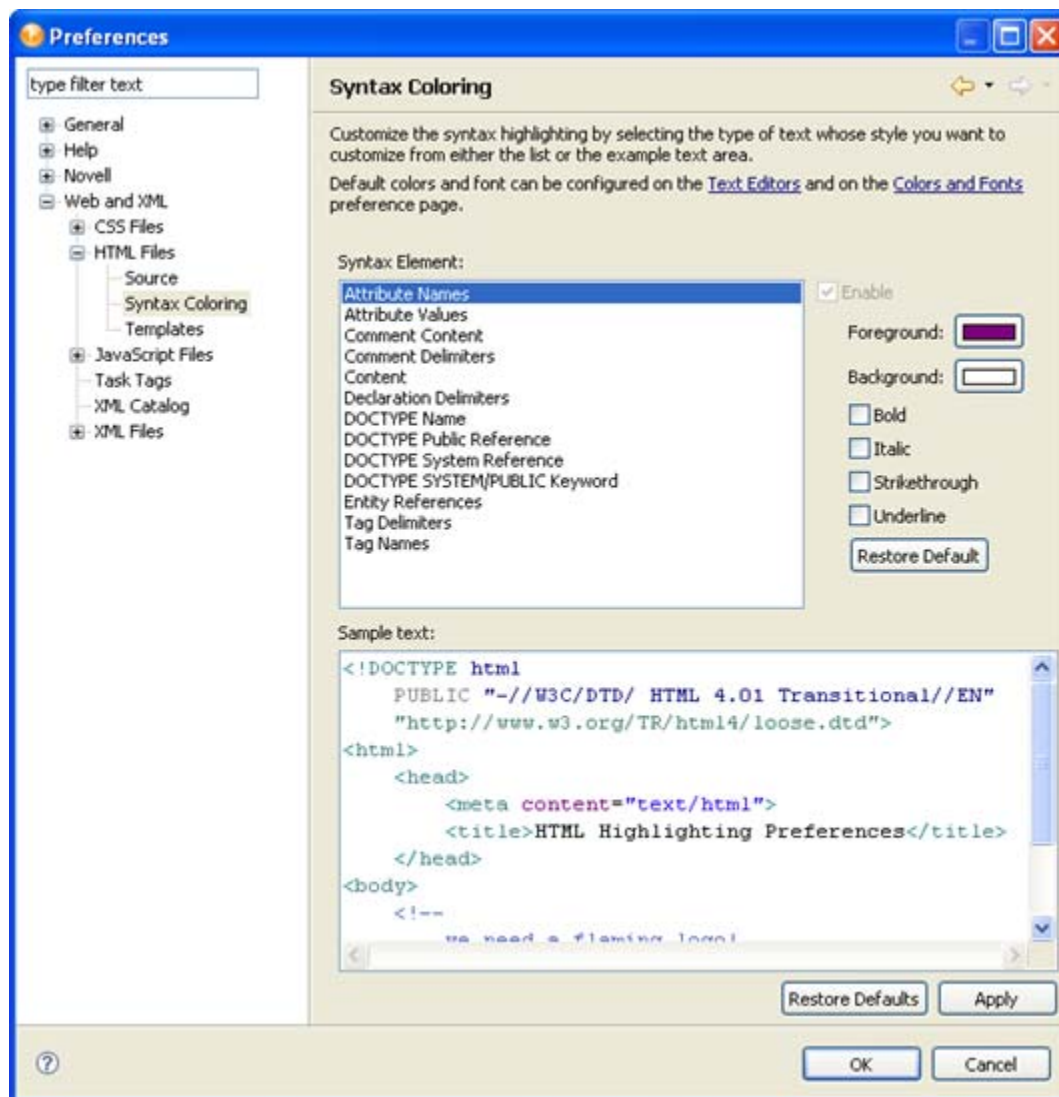 Preferences
type filter text
General
Help
Novell
Web and XML
CSS Files
HTML Files
Source
Syntax Coloring
Templates
JavaScript Files
Task Tags
XML Catalog
XML Files
Syntax Coloring
Customize the syntax highlighting by selecting the type of text whose style you want to
customize from either the list or the example text area.
Default colors and font can be configured on the Text Editors and on the Colors and Fonts
preference page.
Syntax Element:
Attribute Names
Attribute Values
Comment Content
Comment Delimiters
Content
Declaration Delimiters
DOCTYPE Name
DOCTYPE Public Reference
DOCTYPE System Reference
DOCTYPE SYSTEM/PUBLIC Keyword
Entity References
Tag Delimiters
Tag Names
Enable
Foreground:
Background:
Bold
Italic
Strikethrough
Underline
Restore Default
Sample text:
<!DOCTYPE html
PUBLIC "-//W3C/DTD/ HTML 4.01 Transitional//EN"
"http://www.w3.org/TR/html4/loose.dtd">
<html>
<head>
<meta content="text/html">
<title>HTML Highlighting Preferences</title>
</head>
<body>
<!--
we need a flaming logo!
Restore Defaults
Apply
?
OK
Cancel